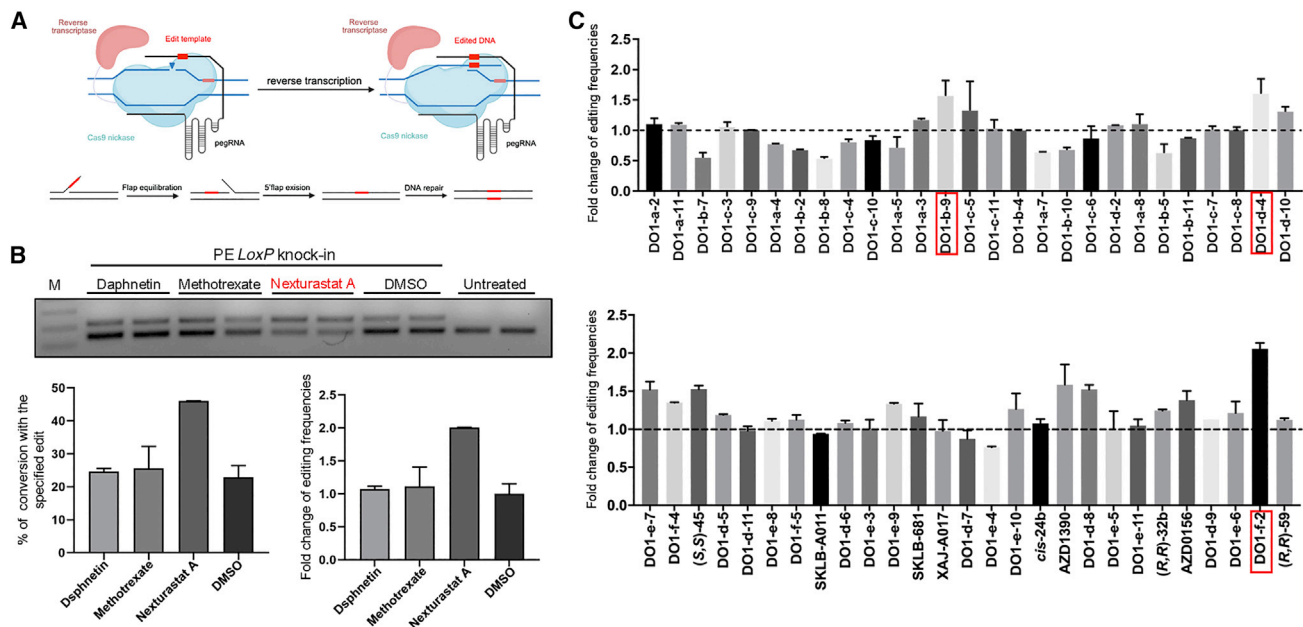 A
Reverse
transcriptase
Edit template
Cas9 nickase
pegRNA
reverse transcription
Reverse
transcriptase
Edited DNA
Cas9 nickase
pegRNA
Flap equilibration
5'flap exision
DNA repair
B
PE LoxP knock-in
M
Daphnetin
Methotrexate
Nexturastat A
DMSO
Untreated
% of conversion with the
specified edit
50
40
30
20
10
0
Dsphnetin
Methotrexate
Nexturastat A
DMSO
Fold change of editing frequencies
2.5
2.0
1.5
1.0
0.5
0.0
Dsphnetin
Methotrexate
Nexturastat A
DMSO
C
Fold change of editing frequencies
2.5
2.0
1.5
1.0
0.5
0.0
DO1-a-2
DO1-a-11
DO1-b-7
DO1-c-3
DO1-c-9
DO1-a-4
DO1-b-2
DO1-b-8
DO1-c-4
DO1-c-10
DO1-a-5
DO1-a-3
DO1-b-9
DO1-c-5
DO1-c-11
DO1-b-4
DO1-a-7
DO1-b-10
DO1-c-6
DO1-d-2
DO1-a-8
DO1-b-5
DO1-b-11
DO1-c-7
DO1-c-8
DO1-d-4
DO1-d-10
Fold change of editing frequencies
2.5
2.0
1.5
1.0
0.5
0.0
DO1-e-7
DO1-f-4
(S,S)-45
DO1-d-5
DO1-d-11
DO1-e-8
DO1-f-5
SKLB-A011
DO1-d-6
DO1-e-3
DO1-e-9
SKLB-681
XAJ-A017
DO1-d-7
DO1-e-4
DO1-e-10
cis-24b
AZD1390
DO1-d-8
DO1-e-5
DO1-e-11
(R,R)-32b
AZD0156
DO1-d-9
DO1-e-6
DO1-f-2
(R,R)-59